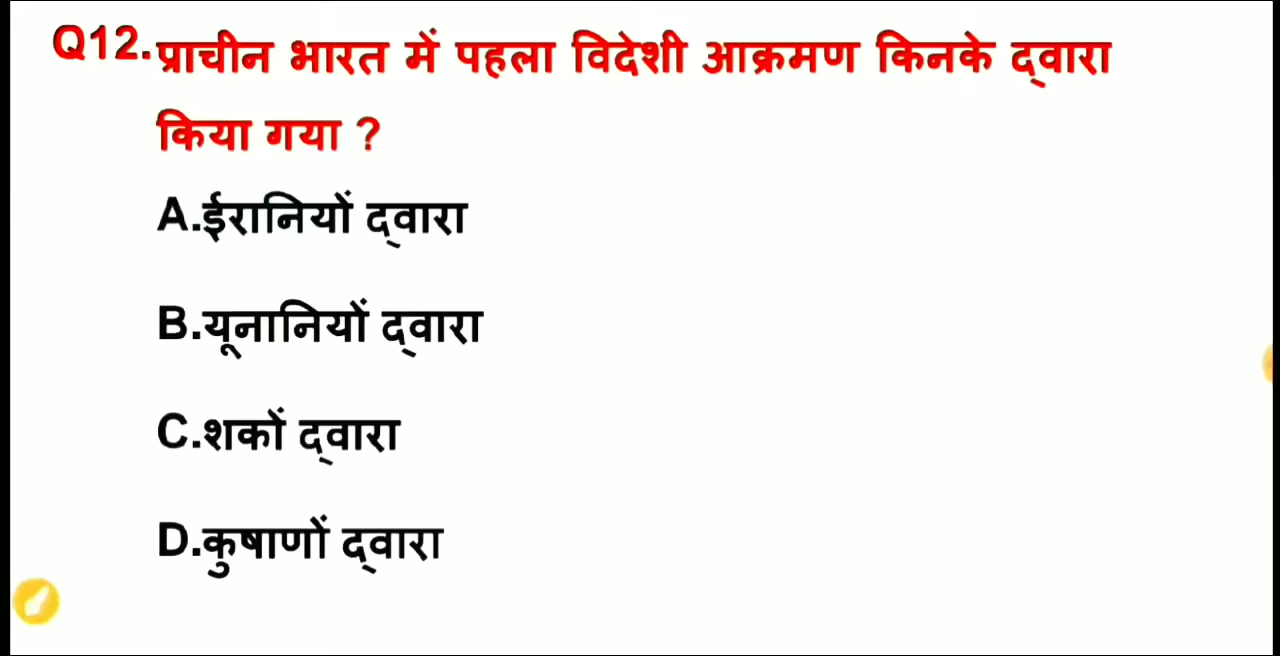 Q12.प्राचीन भारत में पहला विदेशी आक्रमण किनके द्वारा
किया गया ?
A.ईरानियों द्वारा
B.यूनानियों द्वारा
C.शकों द्वारा
D.कुषाणों द्वारा